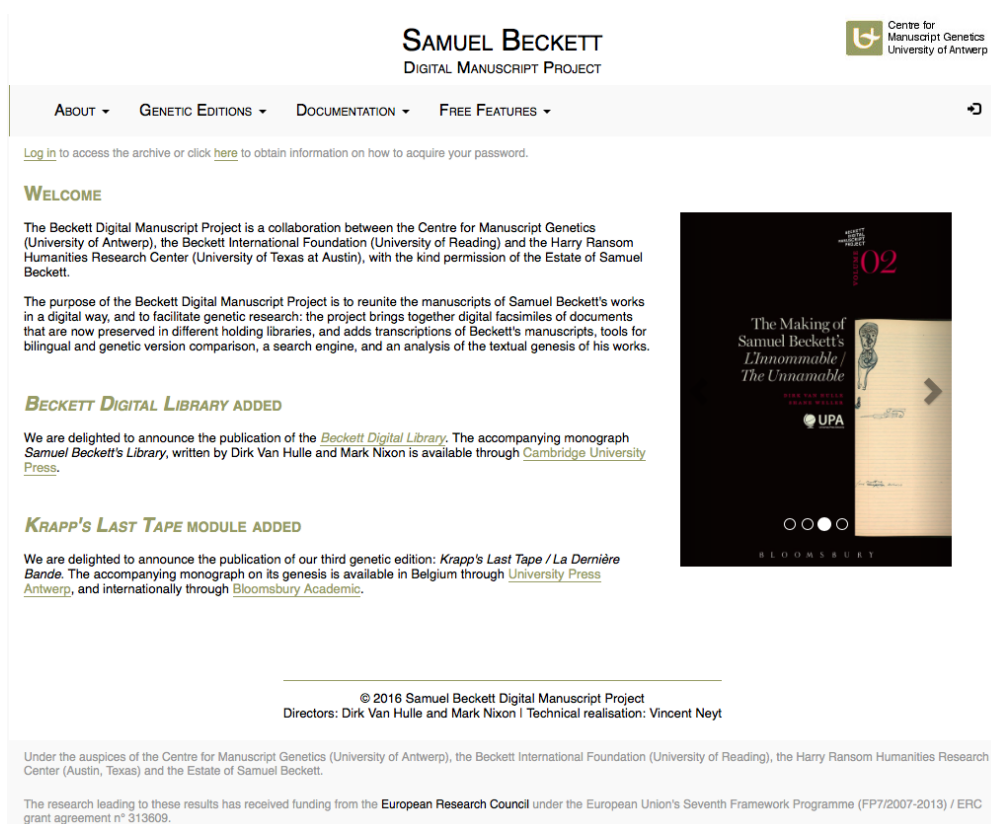 SAMUEL BECKETT
DIGITAL MANUSCRIPT PROJECT
Centre for
Manuscript Genetics
University of Antwerp
ABOUT
GENETIC EDITIONS
DOCUMENTATION
FREE FEATURES
Log in to access the archive or click here to obtain information on how to acquire your password.
WELCOME
The Beckett Digital Manuscript Project is a collaboration between the Centre for Manuscript Genetics
(University of Antwerp), the Beckett International Foundation (University of Reading) and the Harry Ransom
Humanities Research Center (University of Texas at Austin), with the kind permission of the Estate of Samuel
Beckett.
The purpose of the Beckett Digital Manuscript Project is to reunite the manuscripts of Samuel Beckett's works
in a digital way, and to facilitate genetic research: the project brings together digital facsimiles of documents
that are now preserved in different holding libraries, and adds transcriptions of Beckett's manuscripts, tools for
bilingual and genetic version comparison, a search engine, and an analysis of the textual genesis of his works.
BECKETT DIGITAL LIBRARY ADDED
We are delighted to announce the publication of the Beckett Digital Library. The accompanying monograph
Samuel Beckett's Library, written by Dirk Van Hulle and Mark Nixon is available through Cambridge University
Press.
KRAPP'S LAST TAPE MODULE ADDED
We are delighted to announce the publication of our third genetic edition: Krapp's Last Tape / La Dernière
Bande. The accompanying monograph on its genesis is available in Belgium through University Press
Antwerp, and internationally through Bloomsbury Academic.
BECKETT
DIGITAL
MANUSCRIPT
PROJECT
VOLUME
02
The Making of
Samuel Beckett's
L'Innommable /
The Unnamable
DIRK VAN HULLE
SHANE WELLER
UPA
BLOOMSBURY
© 2016 Samuel Beckett Digital Manuscript Project
Directors: Dirk Van Hulle and Mark Nixon | Technical realisation: Vincent Neyt
Under the auspices of the Centre for Manuscript Genetics (University of Antwerp), the Beckett International Foundation (University of Reading), the Harry Ransom Humanities Research
Center (Austin, Texas) and the Estate of Samuel Beckett.
The research leading to these results has received funding from the European Research Council under the European Union's Seventh Framework Programme (FP7/2007-2013) / ERC
grant agreement n° 313609.